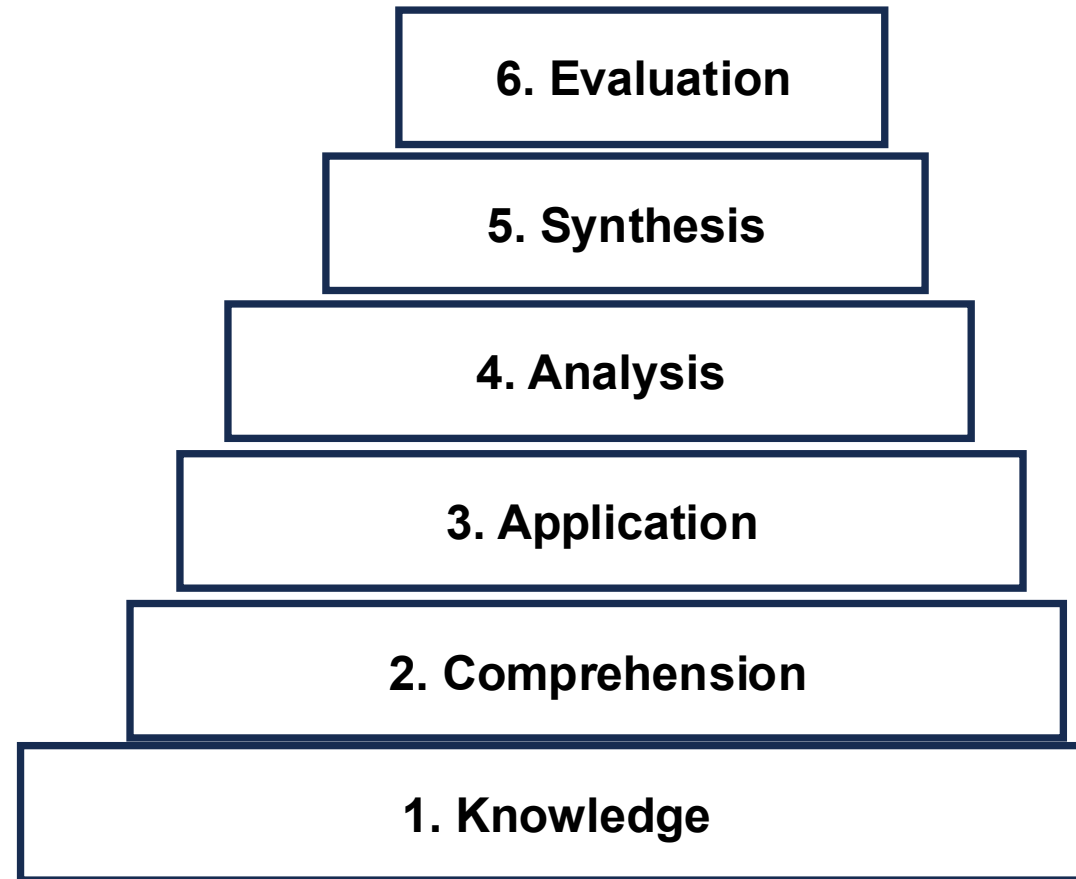 6. Evaluation
5. Synthesis
4. Analysis
3. Application
2. Comprehension
1. Knowledge